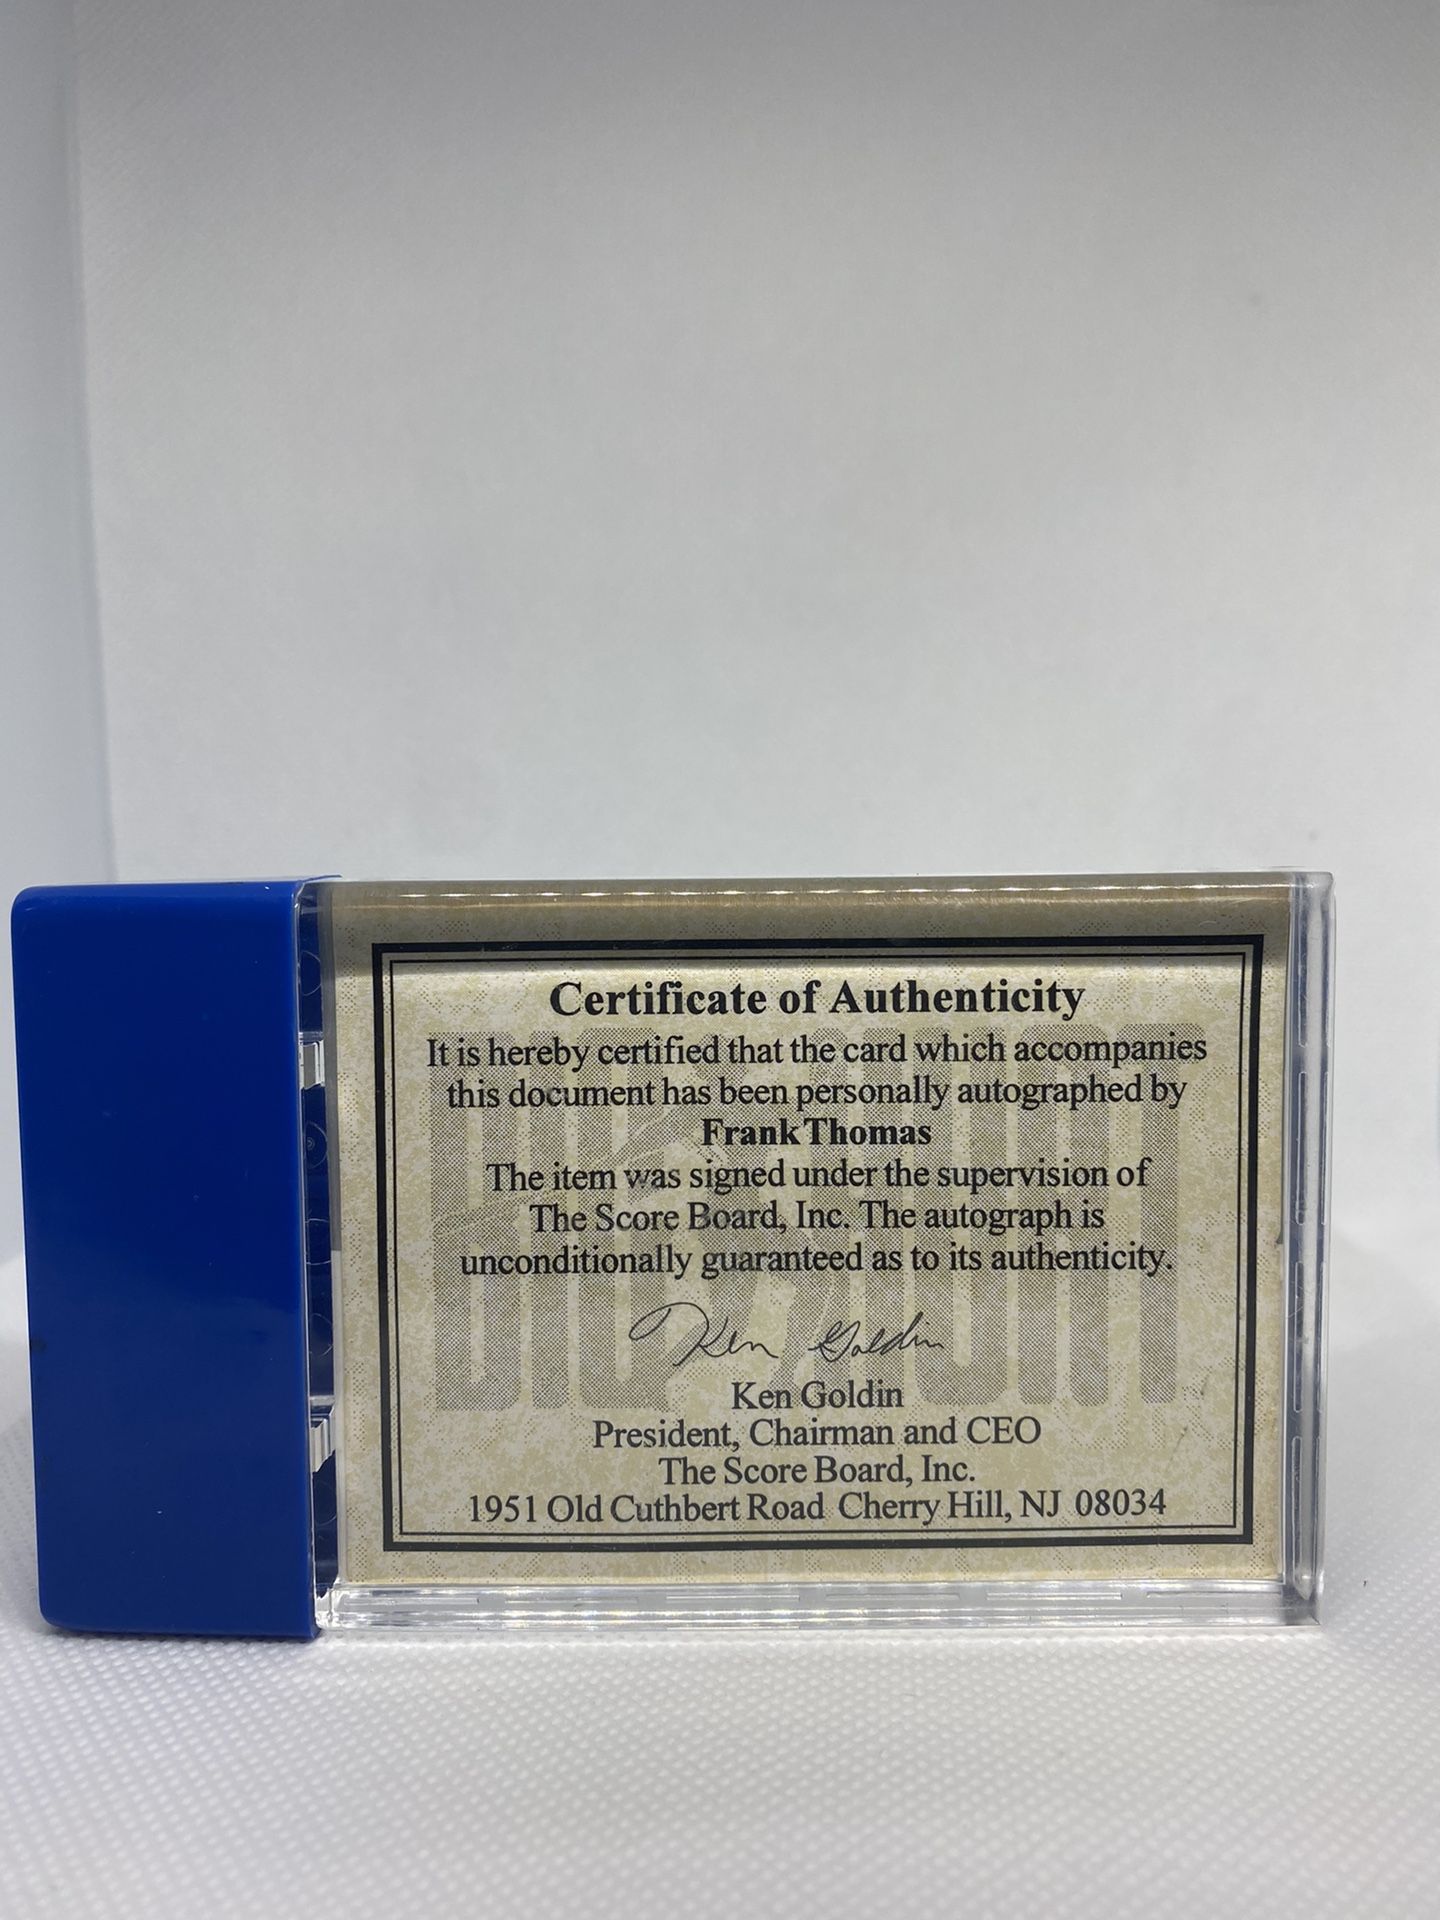 Certificate of Authenticity
It is hereby certified that the card which accompanies
this document has been personally autographed by
Frank Thomas
The item was signed under the supervision of
The Score Board, Inc. The autograph is
unconditionally guaranteed as to its authenticity.
Ken Goldin
Ken Goldin
President, Chairman and CEO
The Score Board, Inc.
1951 Old Cuthbert Road Cherry Hill, NJ 08034